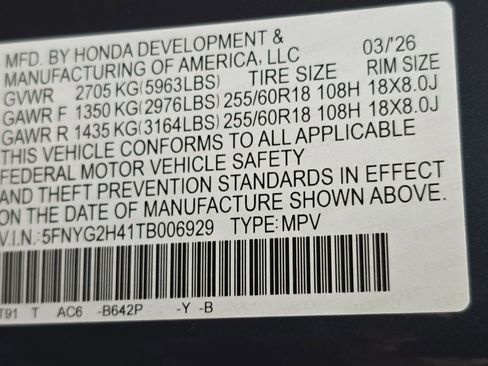 MFD. BY HONDA DEVELOPMENT & 03/'26
MANUFACTURING OF AMERICA, LLC
GVWR 2705 KG(5963LBS) TIRE SIZE RIM SIZE
GAWR F 1350 KG(2976LBS) 255/60R18 108H 18X8.0J
GAWR R 1435 KG(3164LBS) 255/60R18 108H 18X8.0J
THIS VEHICLE CONFORMS TO ALL APPLICABLE
FEDERAL MOTOR VEHICLE SAFETY
AND THEFT PREVENTION STANDARDS IN EFFECT
ON THE DATE OF MANUFACTURE SHOWN ABOVE.
V.I.N.:5FNYG2H41TB006929 TYPE:MPV
T91 T AC6 -B642P -Y -B